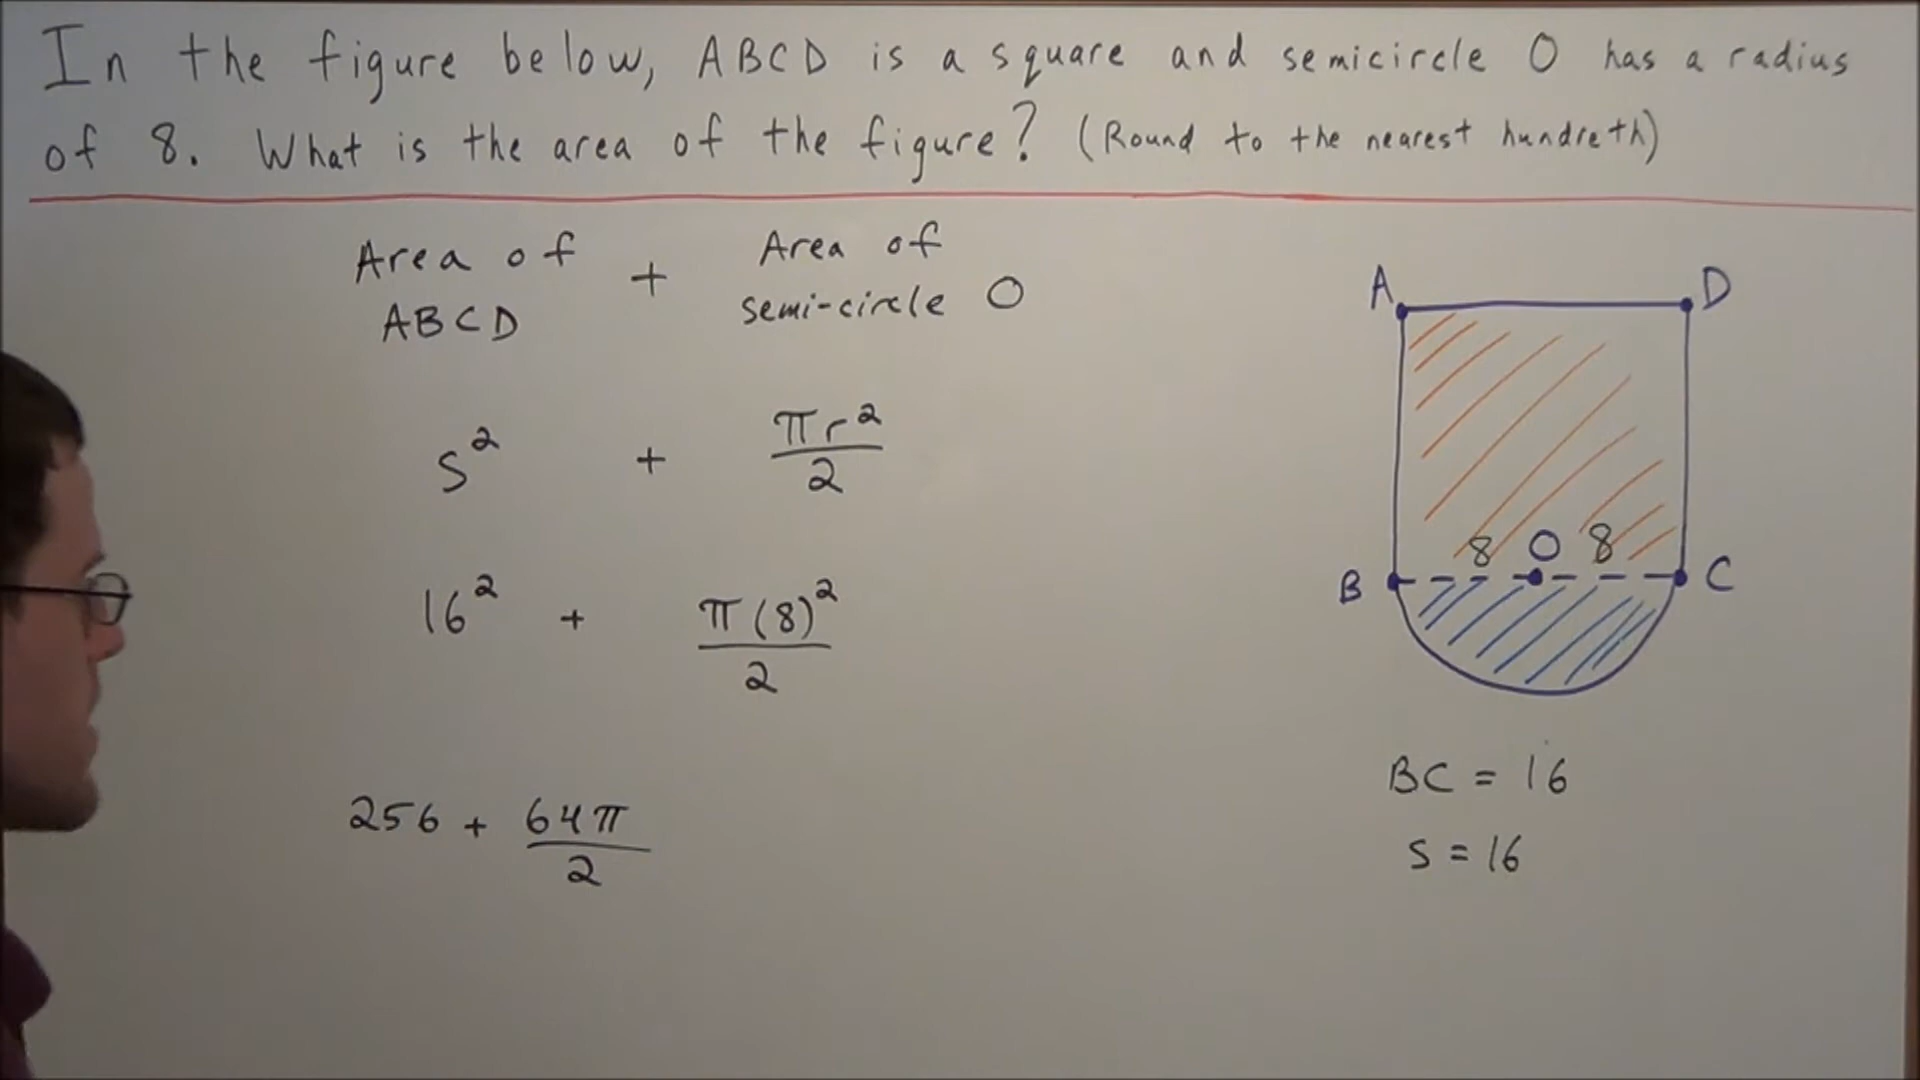 In the figure below, ABCD is a square and semicircle O has a radius
of 8. What is the area of the figure? (Round to the nearest hundreth)
Area of + Area of
ABCD semi-circle O
s² + πr²/2
16² + π(8)²/2
256 + 64π/2
A D
8 O 8
B C
BC = 16
S = 16